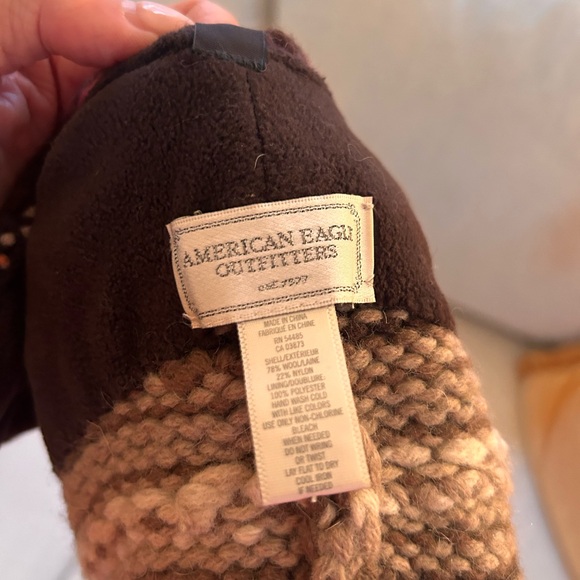 AMERICAN EAGL
OUTFITTERS
EST. 1977
MADE IN CHINA
FABRIQUÉ EN CHINE
RN 54485
CA 03673
SHELL/EXTÉRIEUR
78% WOOL/LAINE
22% NYLON
LINING/DOUBLURE:
100% POLYESTER
HAND WASH COLD
WITH LIKE COLORS
USE ONLY NON-CHLORINE
BLEACH
WHEN NEEDED
DO NOT WRING
OR TWIST
LAY FLAT TO DRY
COOL IRON
IF NEEDED